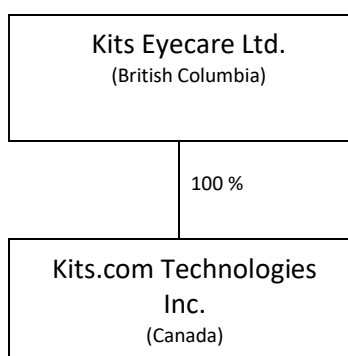 Kits Eyecare Ltd.
(British Columbia)
100 %
Kits.com Technologies
Inc.
(Canada)